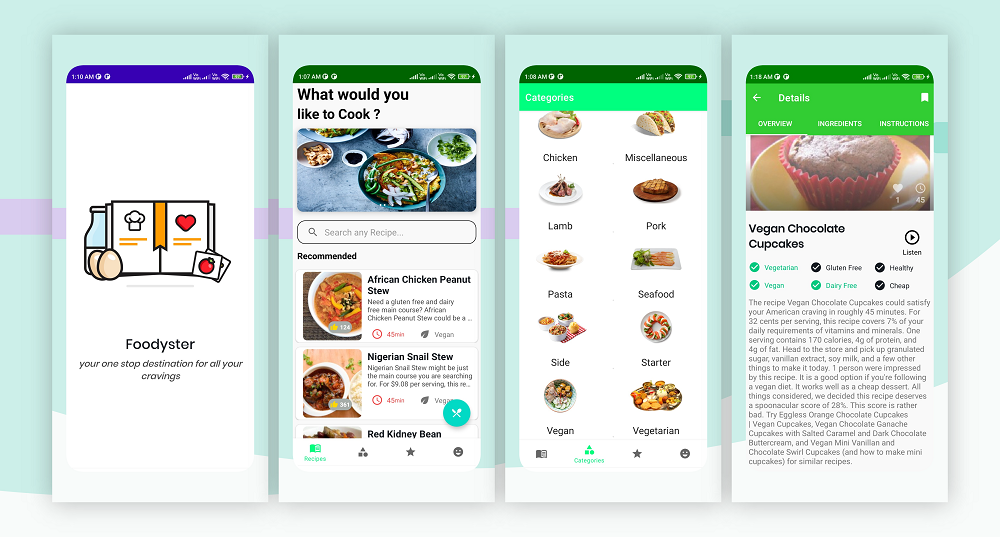 1:10 AM
Foodyster
your one stop destination for all your
cravings
1:07 AM
What would you
like to Cook ?
Search any Recipe...
Recommended
African Chicken Peanut
Stew
Need a gluten free and dairy
free main course? African
Chicken Peanut Stew could be a ...
124
45min
Vegan
Nigerian Snail Stew
Nigerian Snail Stew might be just
the main course you are searching
for. For $9.08 per serving, this re...
361
45min
Vegan
Red Kidney Bean
Recipes
1:08 AM
Categories
Chicken
Miscellaneous
Lamb
Pork
Pasta
Seafood
Side
Starter
Vegan
Vegetarian
Categories
1:18 AM
Details
OVERVIEW
INGREDIENTS
INSTRUCTIONS
1
45
Vegan Chocolate
Cupcakes
Listen
Vegetarian
Gluten Free
Healthy
Vegan
Dairy Free
Cheap
The recipe Vegan Chocolate Cupcakes could satisfy
your American craving in roughly 45 minutes. For
32 cents per serving, this recipe covers 7% of your
daily requirements of vitamins and minerals. One
serving contains 170 calories, 4g of protein, and
4g of fat. Head to the store and pick up granulated
sugar, vanillan extract, soy milk, and a few other
things to make it today. 1 person were impressed
by this recipe. It is a good option if you're following
a vegan diet. It works well as a cheap dessert. All
things considered, we decided this recipe deserves
a spoonacular score of 28%. This score is rather
bad. Try Eggless Orange Chocolate Cupcakes
| Vegan Cupcakes, Vegan Chocolate Ganache
Cupcakes with Salted Caramel and Dark Chocolate
Buttercream, and Vegan Mini Vanillan and
Chocolate Swirl Cupcakes (and how to make mini
cupcakes) for similar recipes.